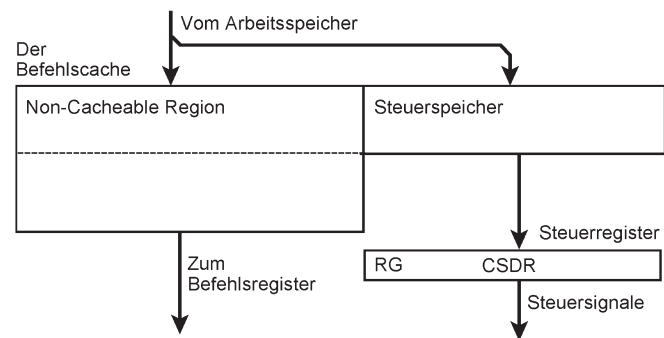 Vom Arbeitsspeicher
Der
Befehlscache
Non-Cacheable Region
Steuerspeicher
Steuerregister
Zum
Befehlsregister
RG CSDR
Steuersignale